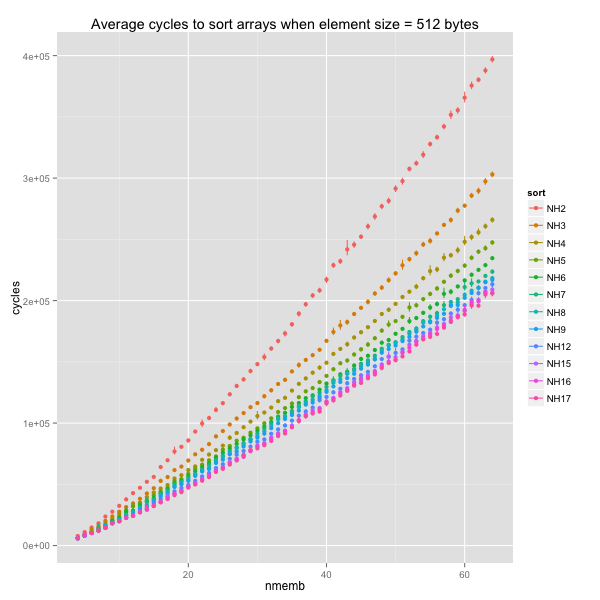 Average cycles to sort arrays when element size = 512 bytes
4e+05
3e+05
2e+05
1e+05
0e+00
cycles
20
40
60
nmemb
sort
NH2
NH3
NH4
NH5
NH6
NH7
NH8
NH9
NH12
NH15
NH16
NH17